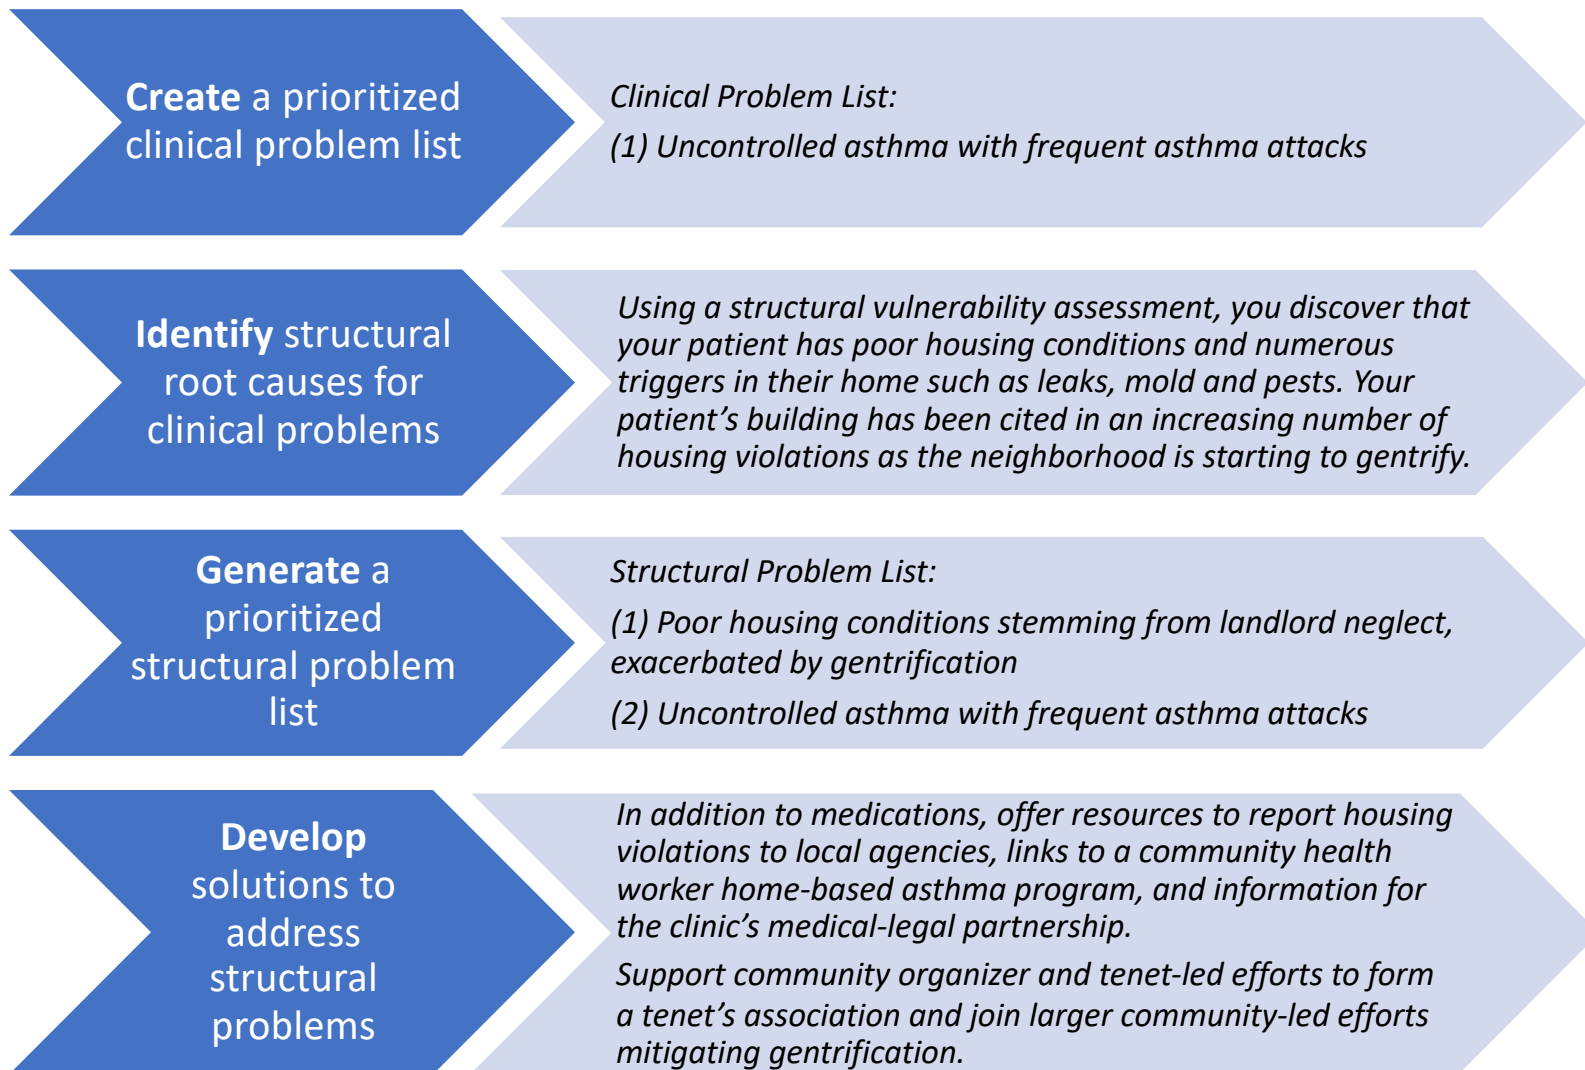 Create a prioritized
clinical problem list
Clinical Problem List:
(1) Uncontrolled asthma with frequent asthma attacks
Identify structural
root causes for
clinical problems
Using a structural vulnerability assessment, you discover that
your patient has poor housing conditions and numerous
triggers in their home such as leaks, mold and pests. Your
patient’s building has been cited in an increasing number of
housing violations as the neighborhood is starting to gentrify.
Generate a
prioritized
structural problem
list
Structural Problem List:
(1) Poor housing conditions stemming from landlord neglect,
exacerbated by gentrification
(2) Uncontrolled asthma with frequent asthma attacks
Develop
solutions to
address
structural
problems
In addition to medications, offer resources to report housing
violations to local agencies, links to a community health
worker home-based asthma program, and information for
the clinic’s medical-legal partnership.
Support community organizer and tenet-led efforts to form
a tenet’s association and join larger community-led efforts
mitigating gentrification.